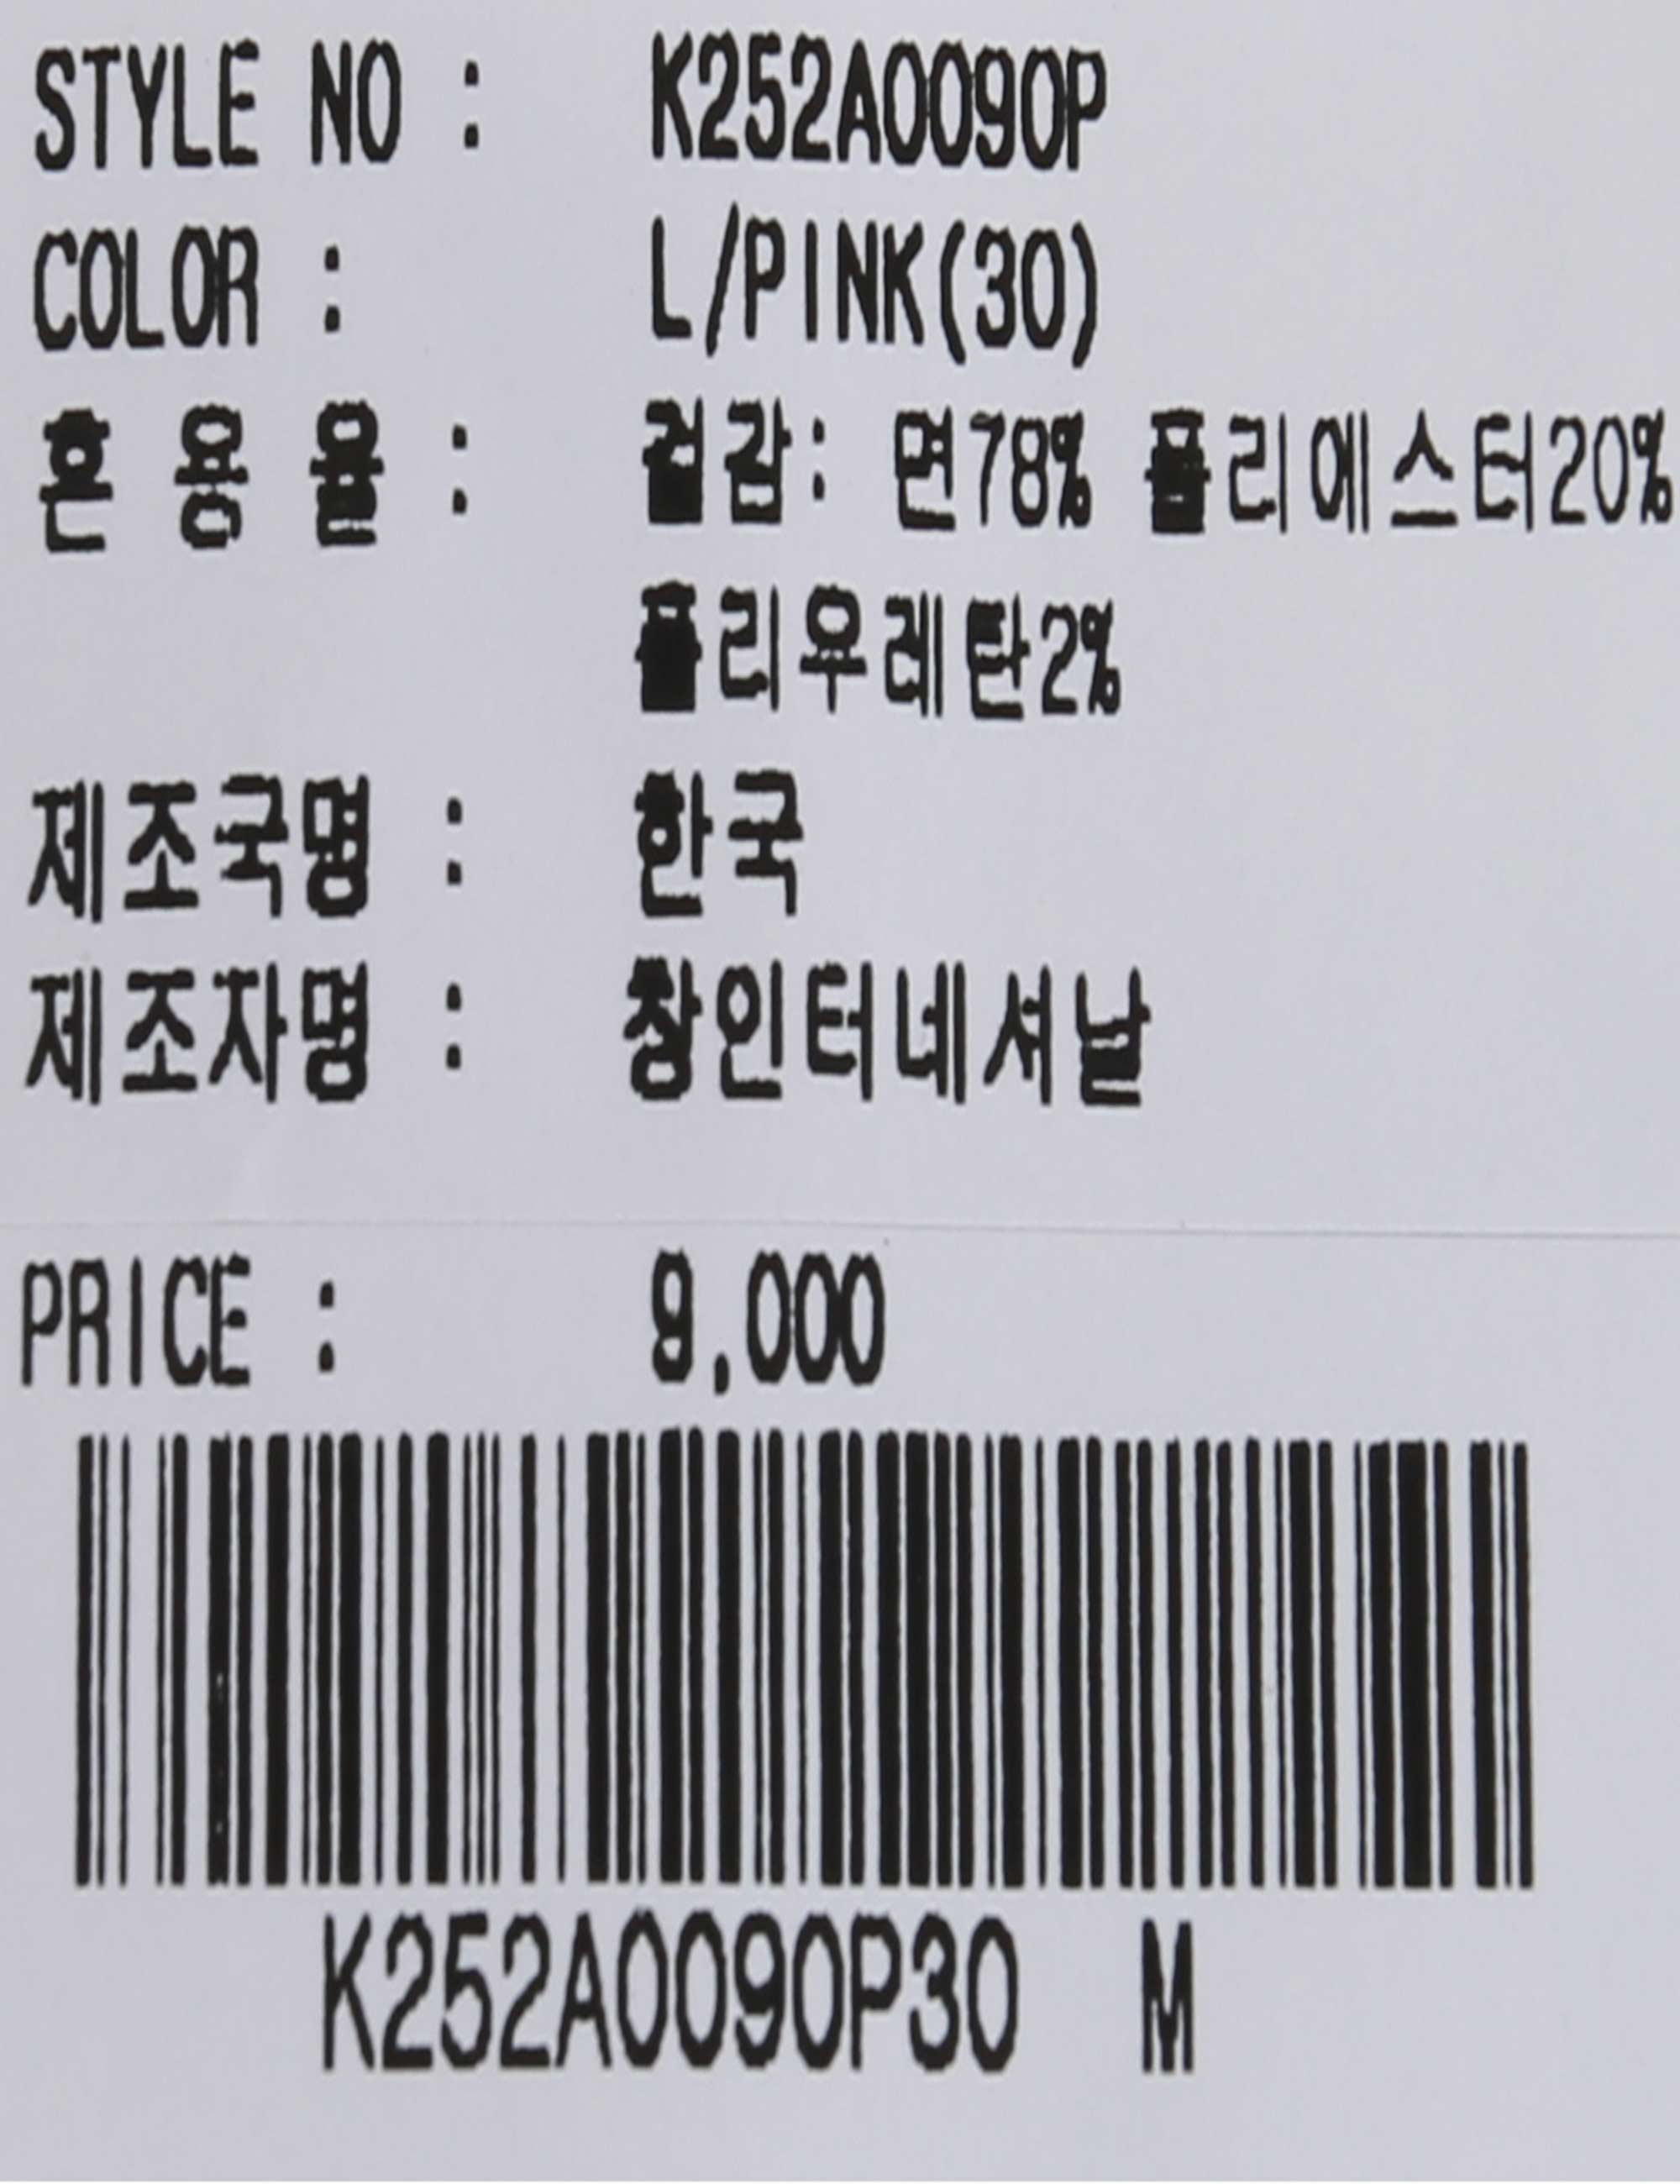 STYLE NO : K252A0090P
COLOR : L/PINK(30)
혼 용 율 : 겉감: 면78% 폴리에스터20%
폴리우레탄2%
제조국명 : 한국
제조자명 : 창인터네셔날
PRICE : 9,000
K252A0090P30 M